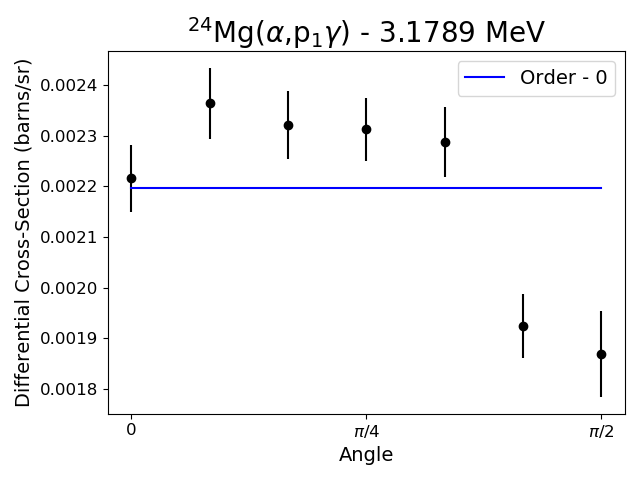 ²⁴Mg(α,p₁γ) - 3.1789 MeV
Order - 0
Differential Cross-Section (barns/sr)
0.0024
0.0023
0.0022
0.0021
0.0020
0.0019
0.0018
0 π/4 π/2
Angle